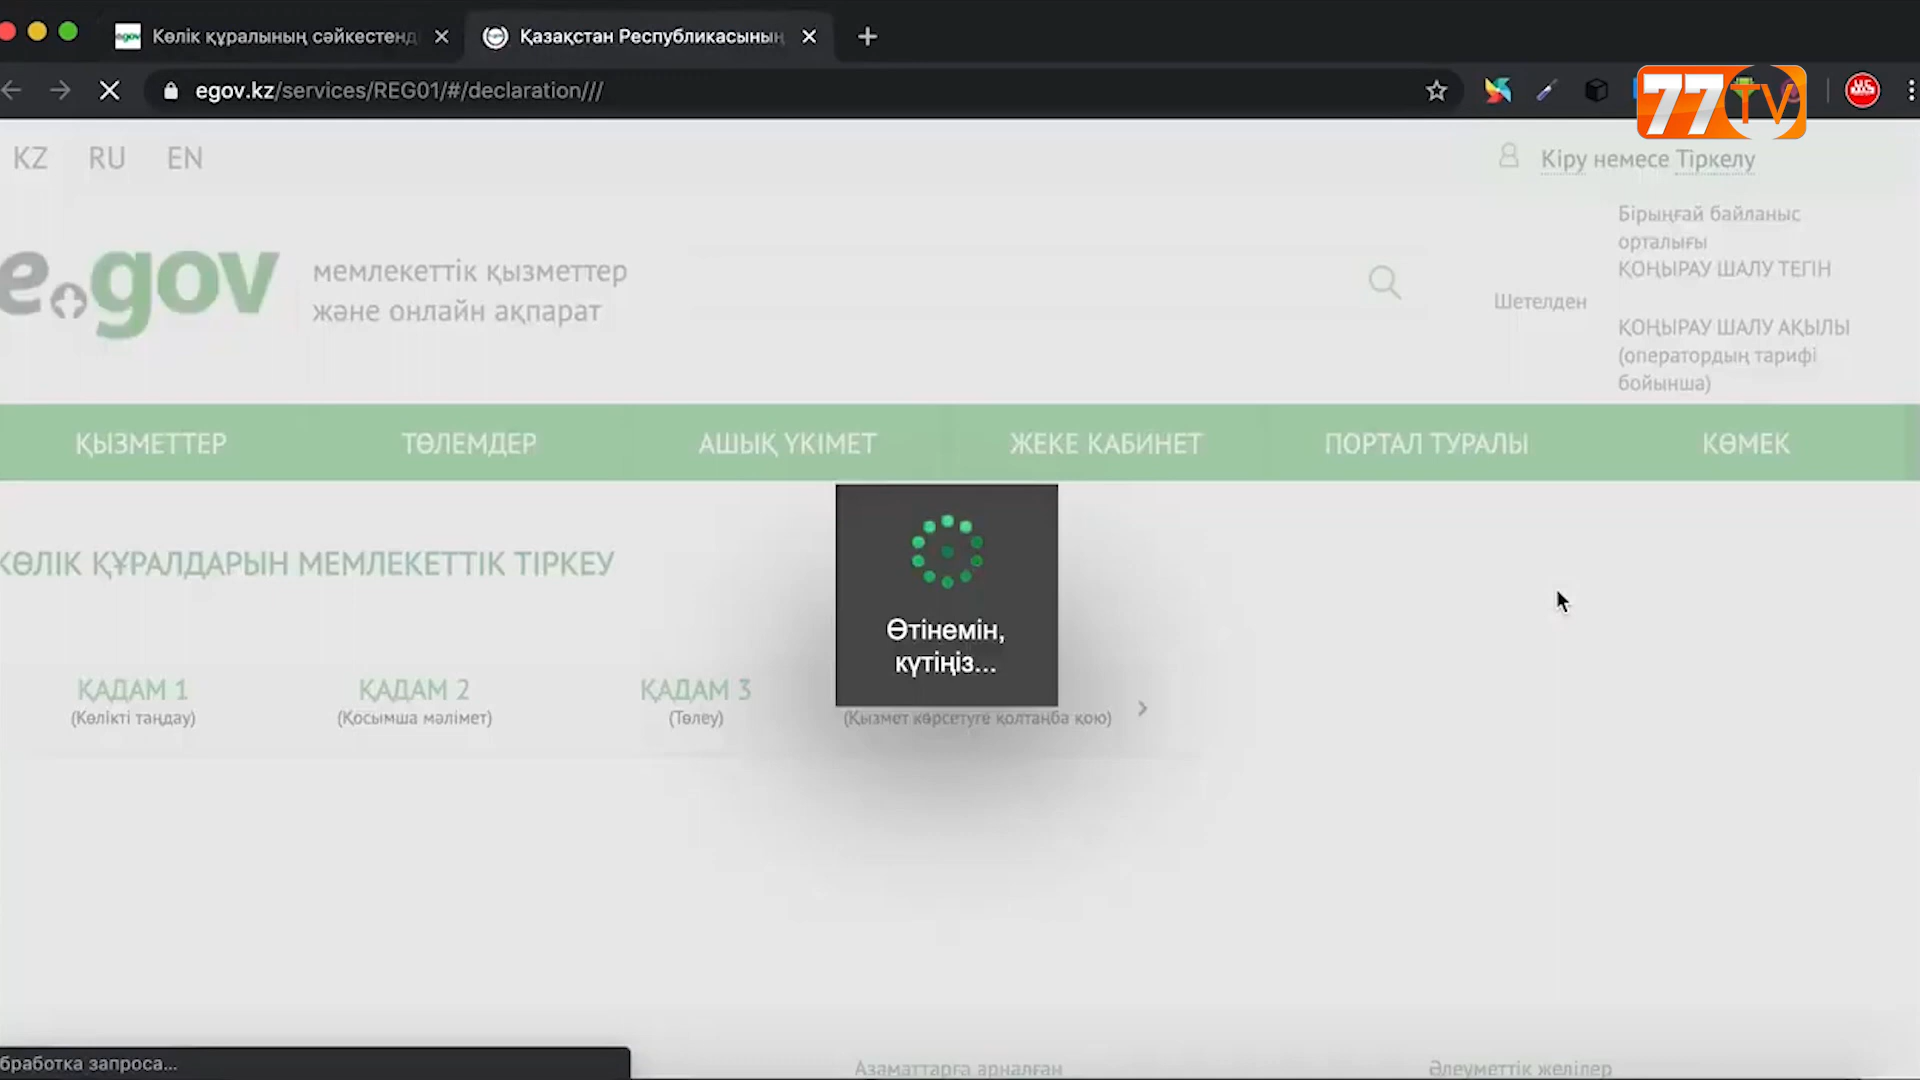 Көлік құралының сәйкестенд
Қазақстан Республикасының
egov.kz/services/REG01/#/declaration///
77TV
KZ RU EN
Кіру немесе Тіркелу
Бірыңғай байланыс
орталығы
ҚОҢЫРАУ ШАЛУ ТЕГІН
Шетелден
ҚОҢЫРАУ ШАЛУ АҚЫЛЫ
(оператордың тарифі
бойынша)
e.gov
мемлекеттік қызметтер
және онлайн ақпарат
ҚЫЗМЕТТЕР ТӨЛЕМДЕР АШЫҚ ҮКІМЕТ ЖЕКЕ КАБИНЕТ ПОРТАЛ ТУРАЛЫ КӨМЕК
КӨЛІК ҚҰРАЛДАРЫН МЕМЛЕКЕТТІК ТІРКЕУ
Өтінемін,
күтіңіз...
ҚАДАМ 1
(Көлікті таңдау)
ҚАДАМ 2
(Қосымша мәлімет)
ҚАДАМ 3
(Төлеу)
(Қызмет көрсетуге қолтаңба қою)
бработка запроса...
Азаматтарға арналған
Әлеуметтік желілер